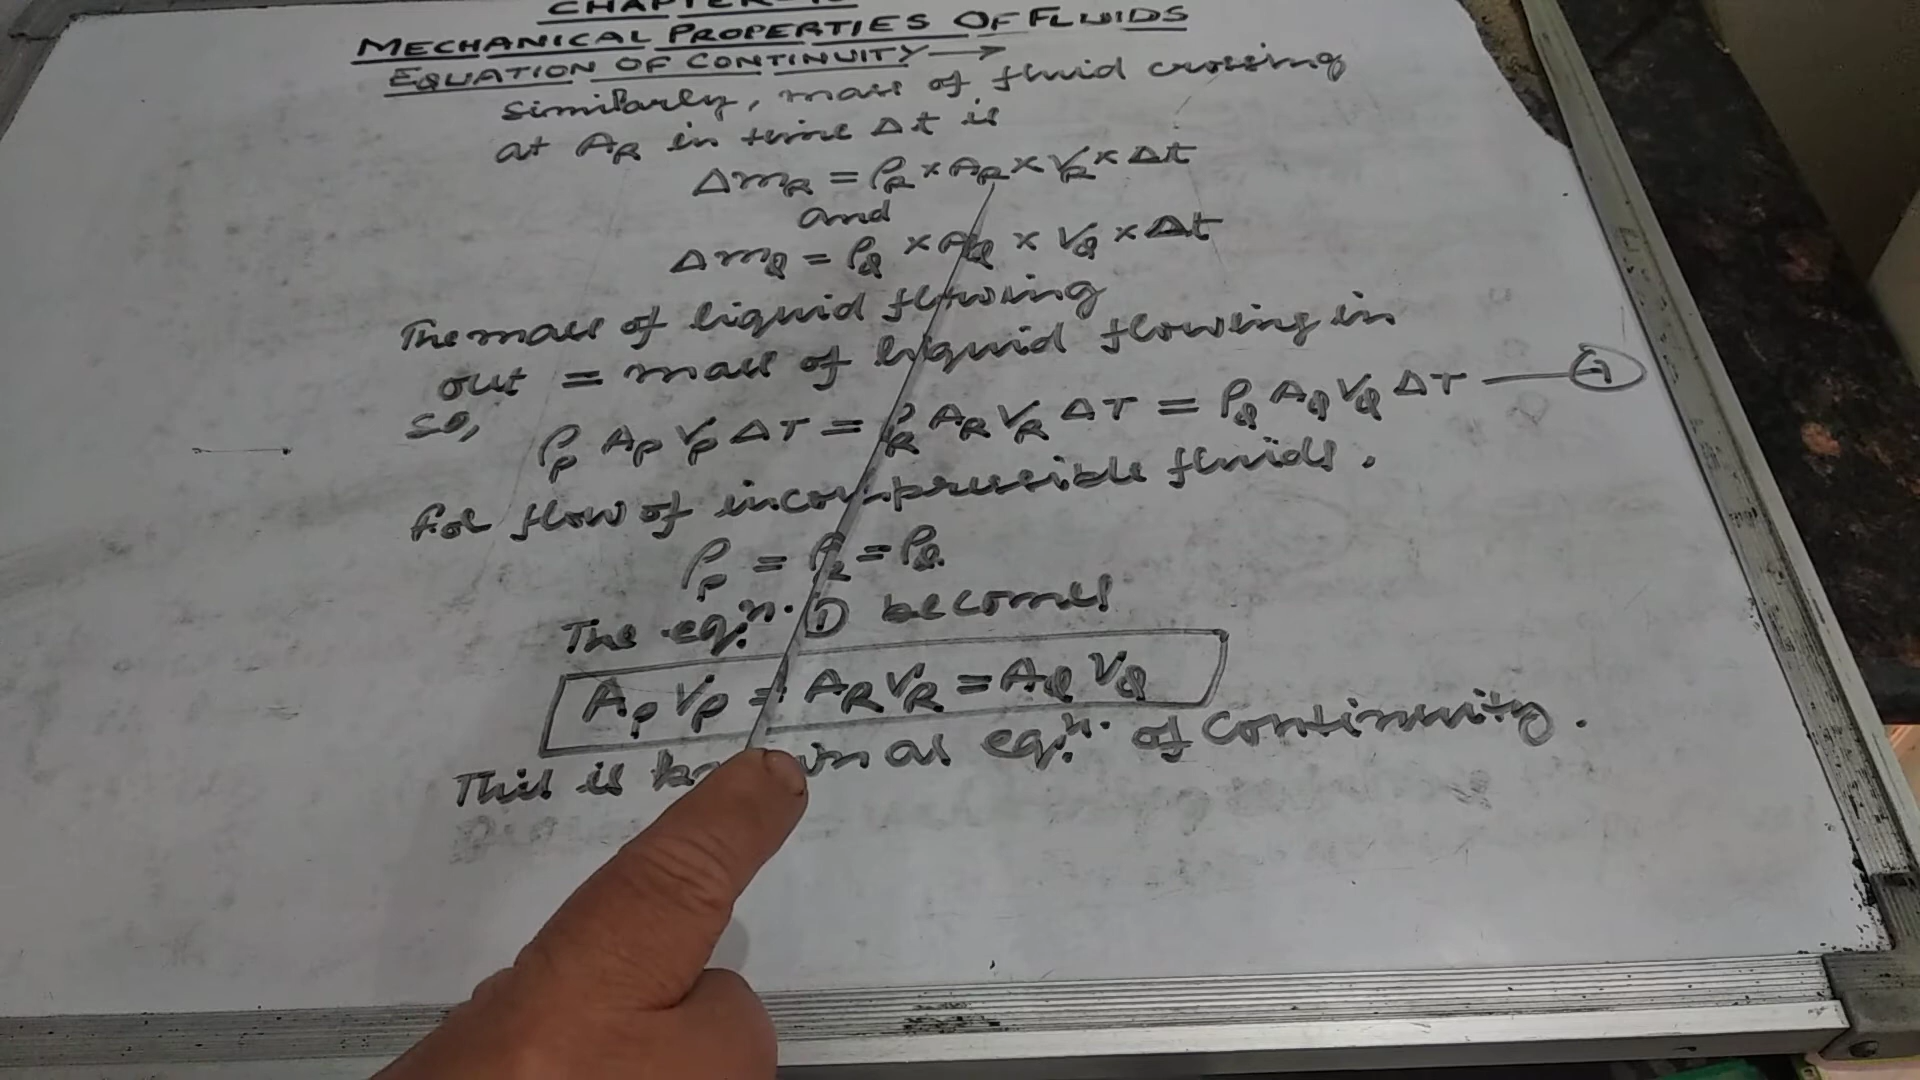 MECHANICAL PROPERTIES OF FLUIDS
EQUATION OF CONTINUITY →
Similarly, mass of fluid crossing
at A_R in time Δt is
Δm_R = ρ_R × A_R × V_R × Δt
and
Δm_Q = ρ_Q × A_Q × V_Q × Δt
The mass of liquid flowing
out = mass of liquid flowing in
so,
ρ_P A_P V_P ΔT = ρ_R A_R V_R ΔT = ρ_Q A_Q V_Q ΔT — ①
For flow of incompressible fluids.
ρ_P = ρ_R = ρ_Q
The eqⁿ. ① becomes
A_P V_P = A_R V_R = A_Q V_Q
This is known as eqⁿ. of continuity.